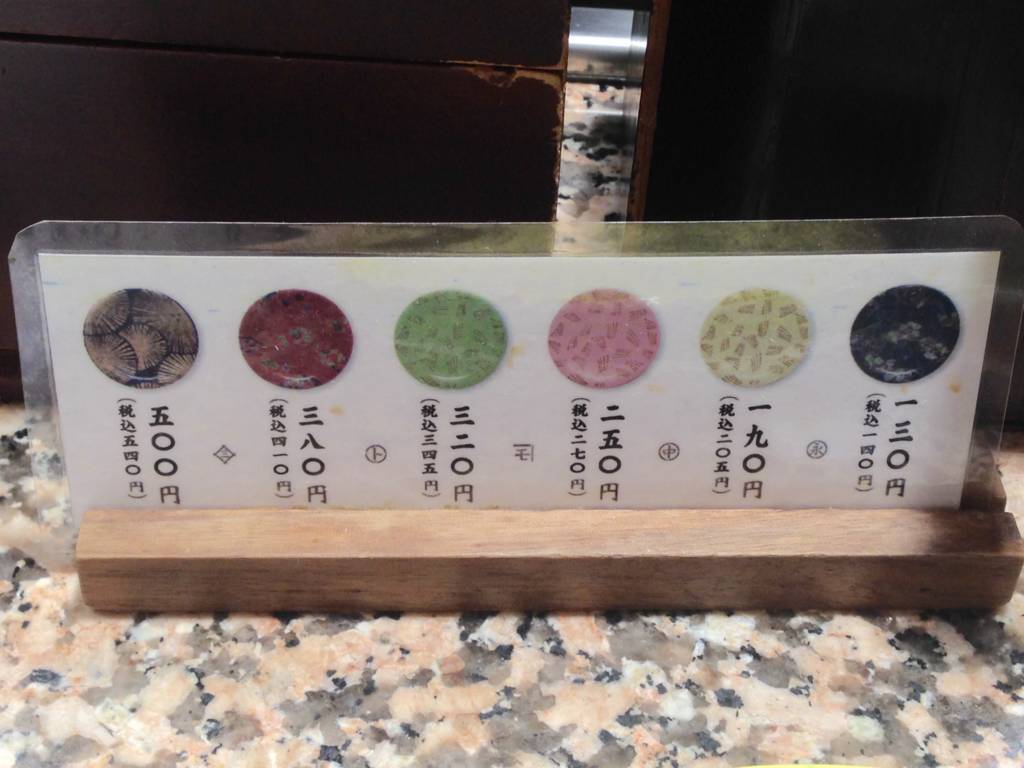 一三〇円
(税込一四〇円)
永
一九〇円
(税込二〇五円)
中
二五〇円
(税込二七〇円)
三二〇円
(税込三四五円)
ト
三八〇円
(税込四一〇円)
五〇〇円
(税込五四〇円)